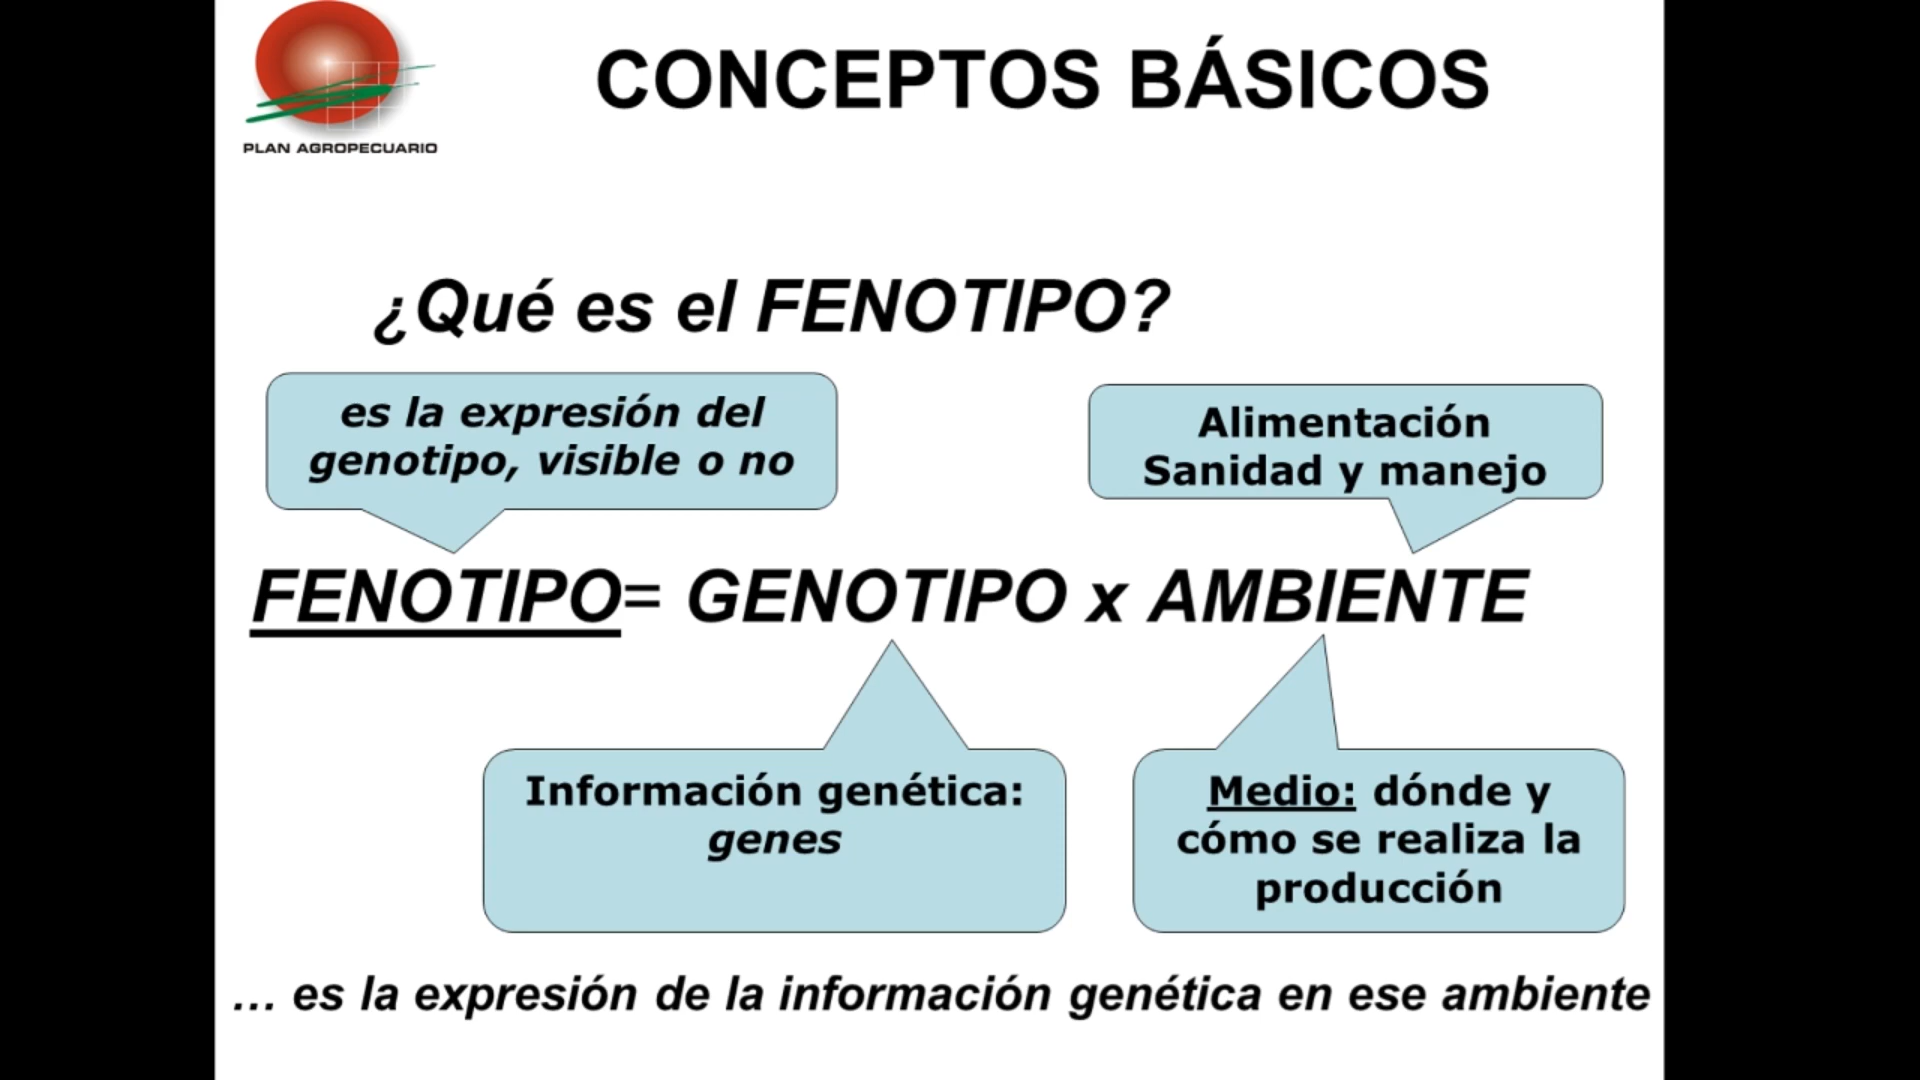 PLAN AGROPECUARIO
CONCEPTOS BÁSICOS
¿Qué es el FENOTIPO?
es la expresión del
genotipo, visible o no
Alimentación
Sanidad y manejo
FENOTIPO= GENOTIPO x AMBIENTE
Información genética:
genes
Medio: dónde y
cómo se realiza la
producción
... es la expresión de la información genética en ese ambiente